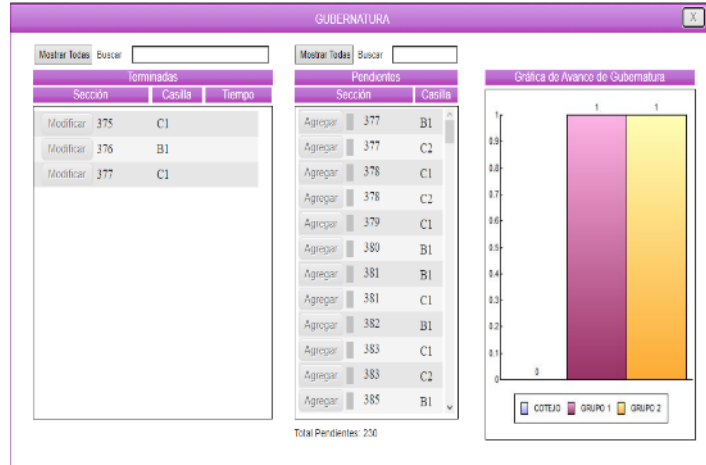 GUBERNATURA
X
Mostrar Todas Buscar
Terminadas
Sección Casilla Tiempo
Modificar 375 C1
Modificar 376 B1
Modificar 377 C1
Mostrar Todas Buscar
Pendientes
Sección Casilla
Agregar 377 B1
Agregar 377 C2
Agregar 378 C1
Agregar 378 C2
Agregar 379 C1
Agregar 380 B1
Agregar 381 B1
Agregar 381 C1
Agregar 382 B1
Agregar 383 C1
Agregar 383 C2
Agregar 385 B1
Total Pendientes: 230
Gráfica de Avance de Gubernatura
1 1
1
0.9
0.8
0.7
0.6
0.5
0.4
0.3
0.2
0.1
0
0
COTEJO GRUPO 1 GRUPO 2